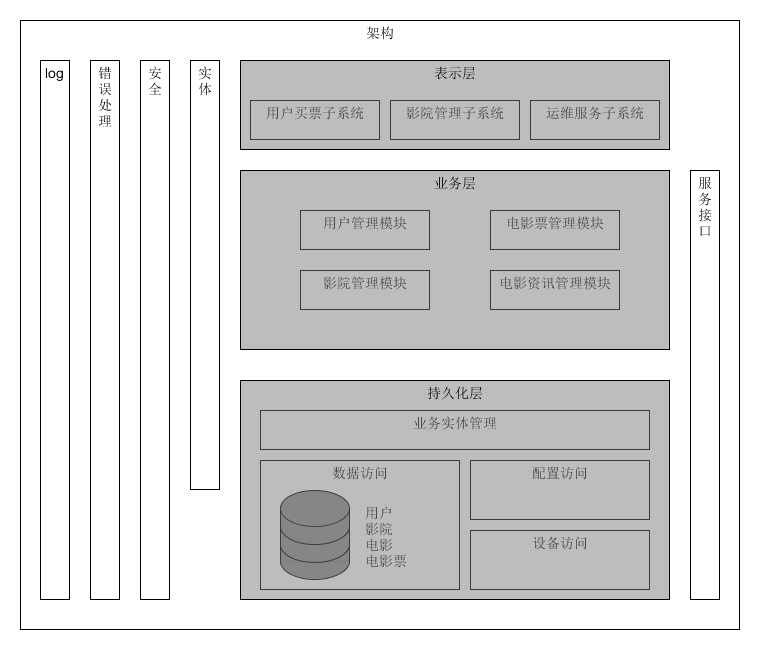 架构
log
错误处理
安全
实体
表示层
用户买票子系统
影院管理子系统
运维服务子系统
业务层
用户管理模块
电影票管理模块
影院管理模块
电影资讯管理模块
服务接口
持久化层
业务实体管理
数据访问
用户
影院
电影
电影票
配置访问
设备访问